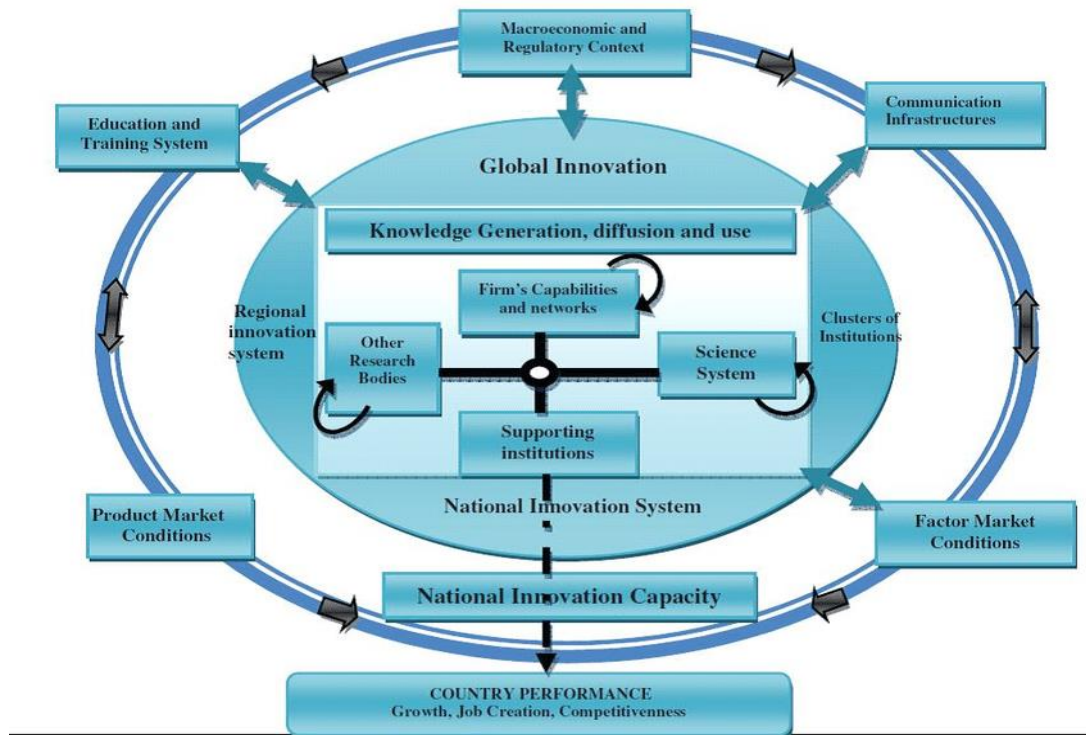 Macroeconomic and
Regulatory Context
Education and
Training System
Communication
Infrastructures
Global Innovation
Knowledge Generation, diffusion and use
Firm's Capabilities
and networks
Regional
innovation
system
Other
Research
Bodies
Science
System
Clusters of
Institutions
Supporting
institutions
National Innovation System
Product Market
Conditions
Factor Market
Conditions
National Innovation Capacity
COUNTRY PERFORMANCE
Growth, Job Creation, Competitivenness